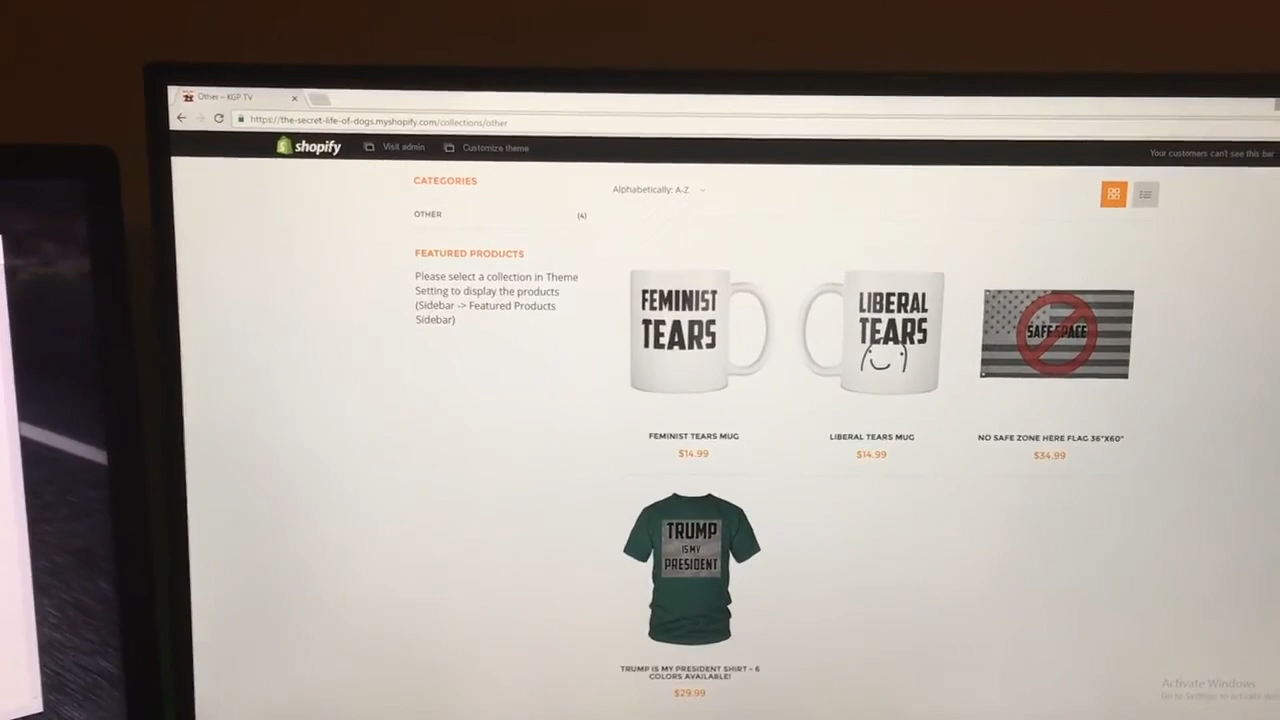 Other – KGP TV
https://the-secret-life-of-dogs.myshopify.com/collections/other
shopify Visit admin Customize theme Your customers can't see this bar
CATEGORIES
Alphabetically: A-Z
OTHER (4)
FEATURED PRODUCTS
Please select a collection in Theme
Setting to display the products
(Sidebar -> Featured Products
Sidebar)
FEMINIST
TEARS
LIBERAL
TEARS
SAFE SPACE
FEMINIST TEARS MUG
$14.99
LIBERAL TEARS MUG
$14.99
NO SAFE ZONE HERE FLAG 36"X60"
$34.99
TRUMP
IS MY
PRESIDENT
TRUMP IS MY PRESIDENT SHIRT - 6
COLORS AVAILABLE!
$29.99
Activate Windows
Go to Settings to activate